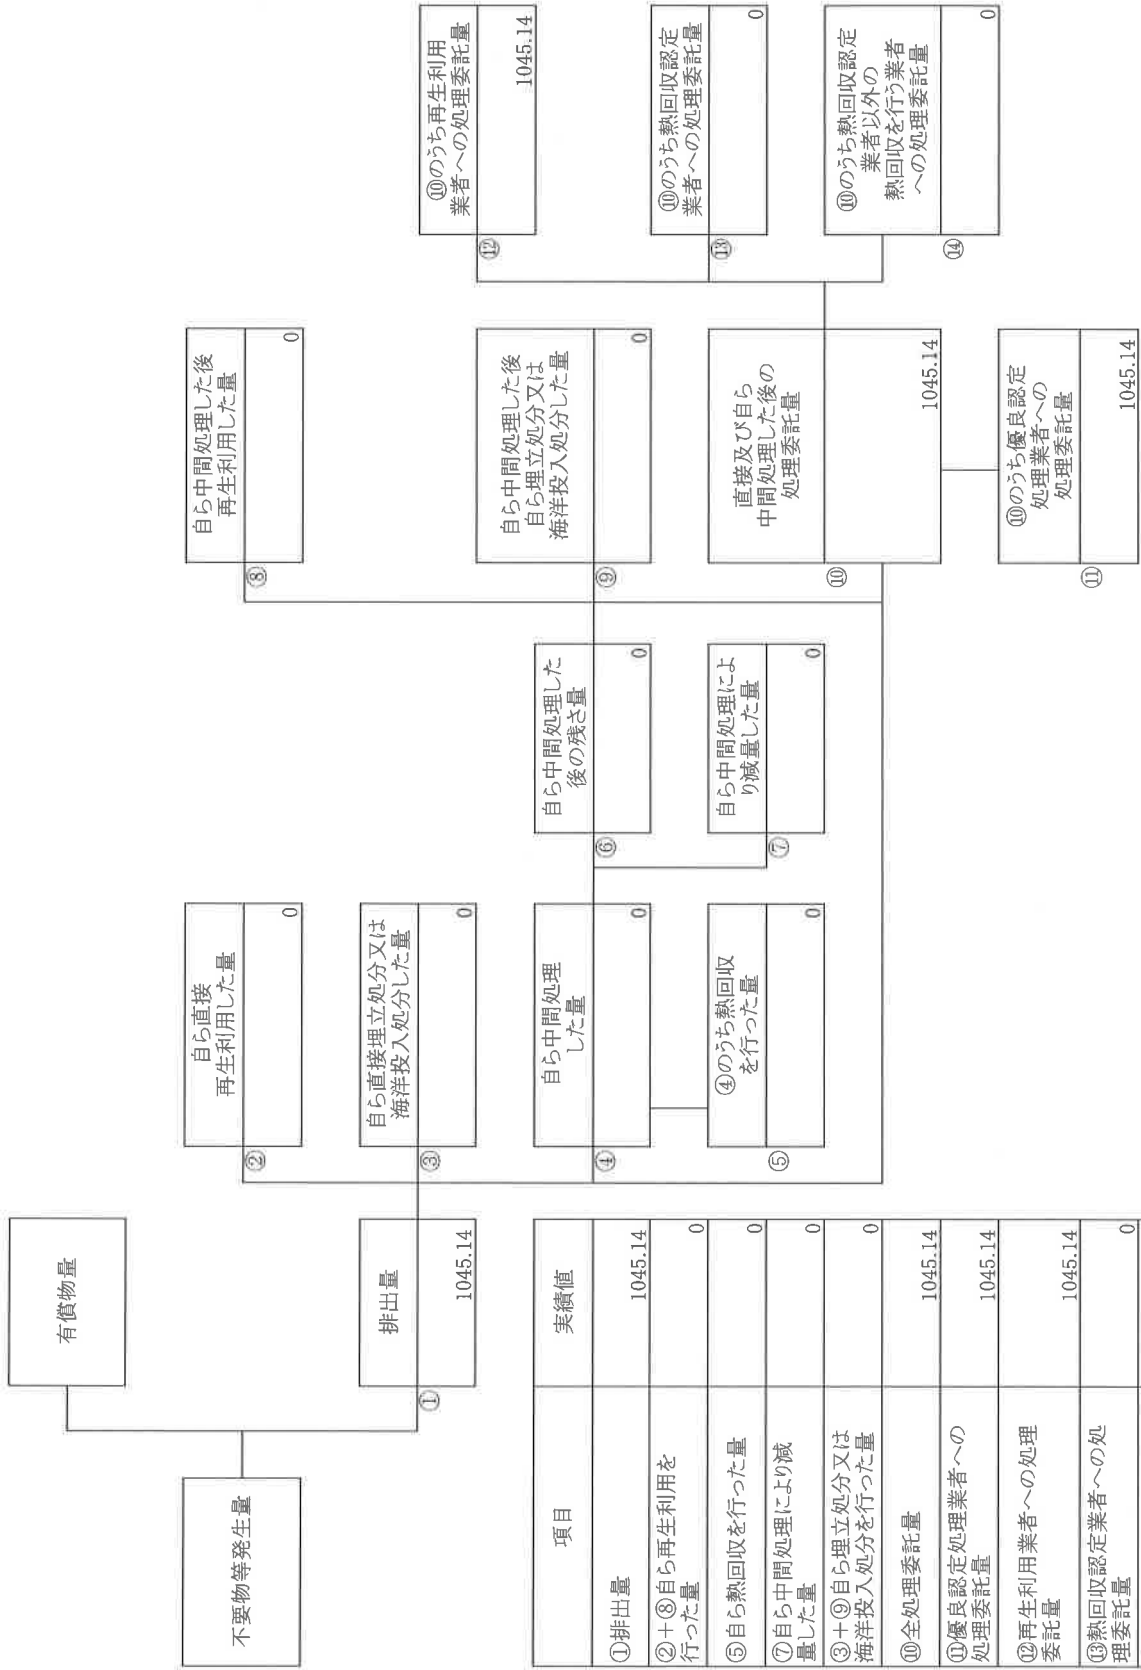 不要物等発生量
有償物量
排出量
①
1045.14
自ら直接
再生利用した量
②
0
自ら直接埋立処分又は
海洋投入処分した量
③
0
自ら中間処理
した量
④
0
④のうち熱回収
を行った量
⑤
0
自ら中間処理した
後の残さ量
⑥
0
自ら中間処理によ
り減量した量
⑦
0
自ら中間処理した後
再生利用した量
⑧
0
自ら中間処理した後
自ら埋立処分又は
海洋投入処分した量
⑨
0
直接及び自ら
中間処理した後の
処理委託量
⑩
1045.14
⑩のうち優良認定
処理業者への
処理委託量
⑪
1045.14
⑩のうち再生利用
業者への処理委託量
⑫
1045.14
⑩のうち熱回収認定
業者への処理委託量
⑬
0
⑩のうち熱回収認定
業者以外の
熱回収を行う業者
への処理委託量
⑭
0
項目 実績値
①排出量 1045.14
②+⑧自ら再生利用を
行った量 0
⑤自ら熱回収を行った量 0
⑦自ら中間処理により減
量した量 0
③+⑨自ら埋立処分又は
海洋投入処分を行った量 0
⑩全処理委託量 1045.14
⑪優良認定処理業者への
処理委託量 1045.14
⑫再生利用業者への処理
委託量 1045.14
⑬熱回収認定業者への処
理委託量 0